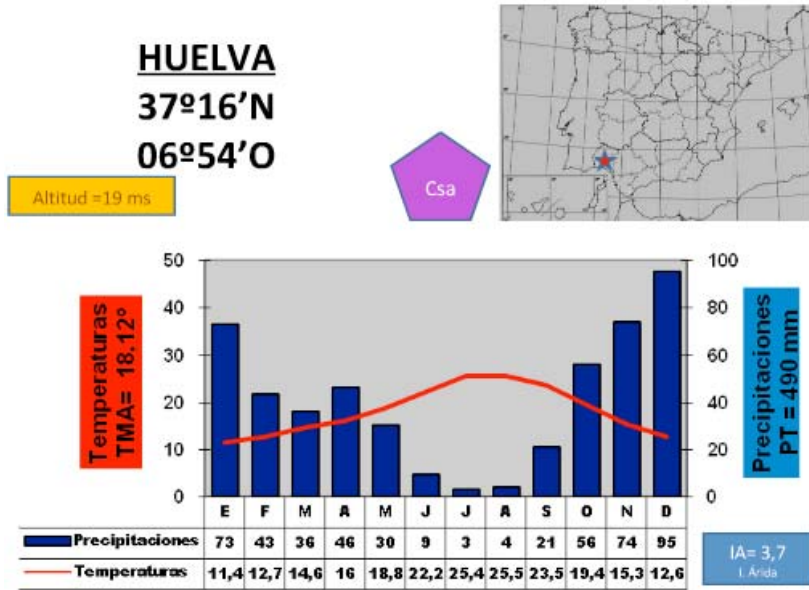 HUELVA
37º16’N
06º54’O
Altitud =19 ms
Csa
Temperaturas
TMA= 18.12º
50
40
30
20
10
0
100
80
60
40
20
0
Precipitaciones
PT = 490 mm
E F M A M J J A S O N D
Precipitaciones 73 43 36 46 30 9 3 4 21 56 74 95
Temperaturas 11,4 12,7 14,6 16 18,8 22,2 25,4 25,5 23,5 19,4 15,3 12,6
IA= 3,7
I. Árida